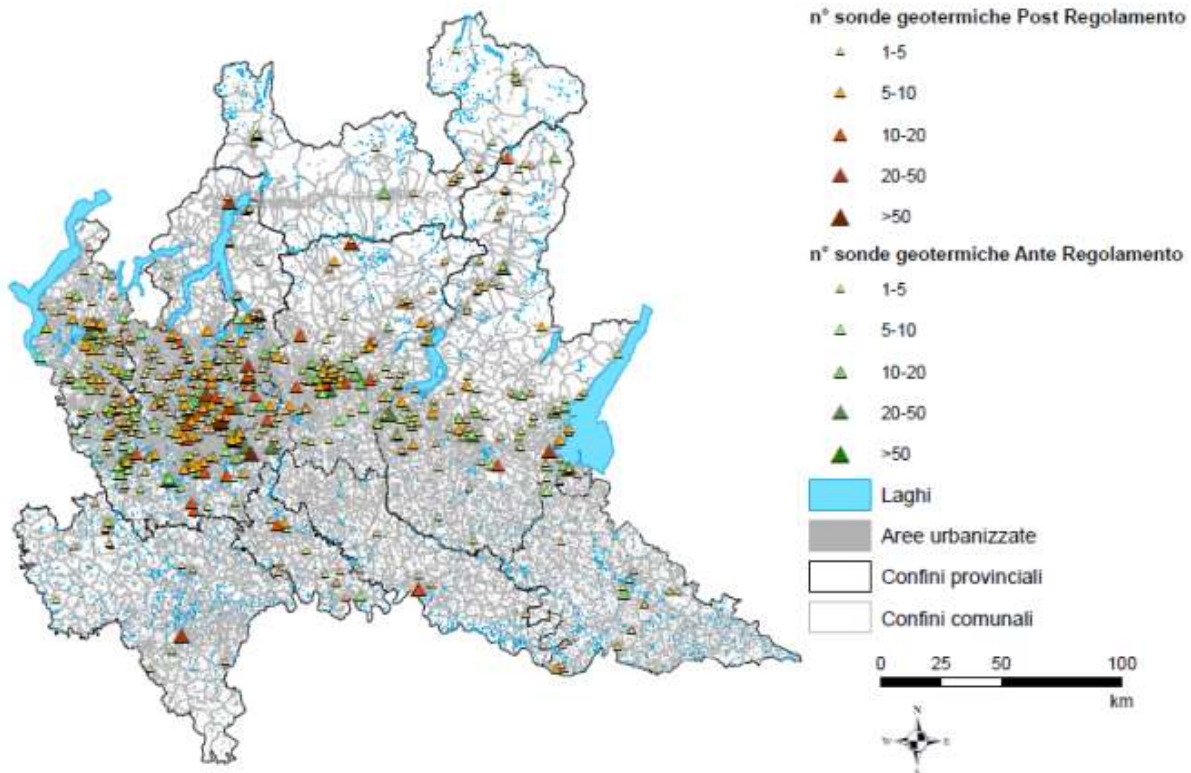 n° sonde geotermiche Post Regolamento
1-5
5-10
10-20
20-50
>50
n° sonde geotermiche Ante Regolamento
1-5
5-10
10-20
20-50
>50
Laghi
Aree urbanizzate
Confini provinciali
Confini comunali
0 25 50 100
km
N
W E
S